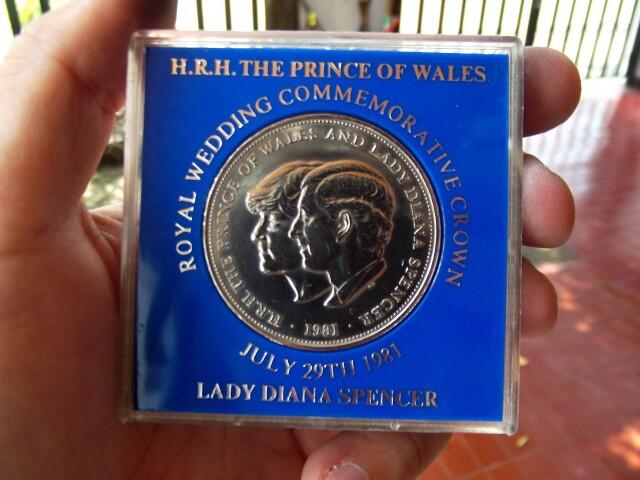 H.R.H. THE PRINCE OF WALES
ROYAL WEDDING COMMEMORATIVE CROWN
H.R.H. THE PRINCE OF WALES AND LADY DIANA SPENCER
· 1981 ·
JULY 29TH 1981
LADY DIANA SPENCER